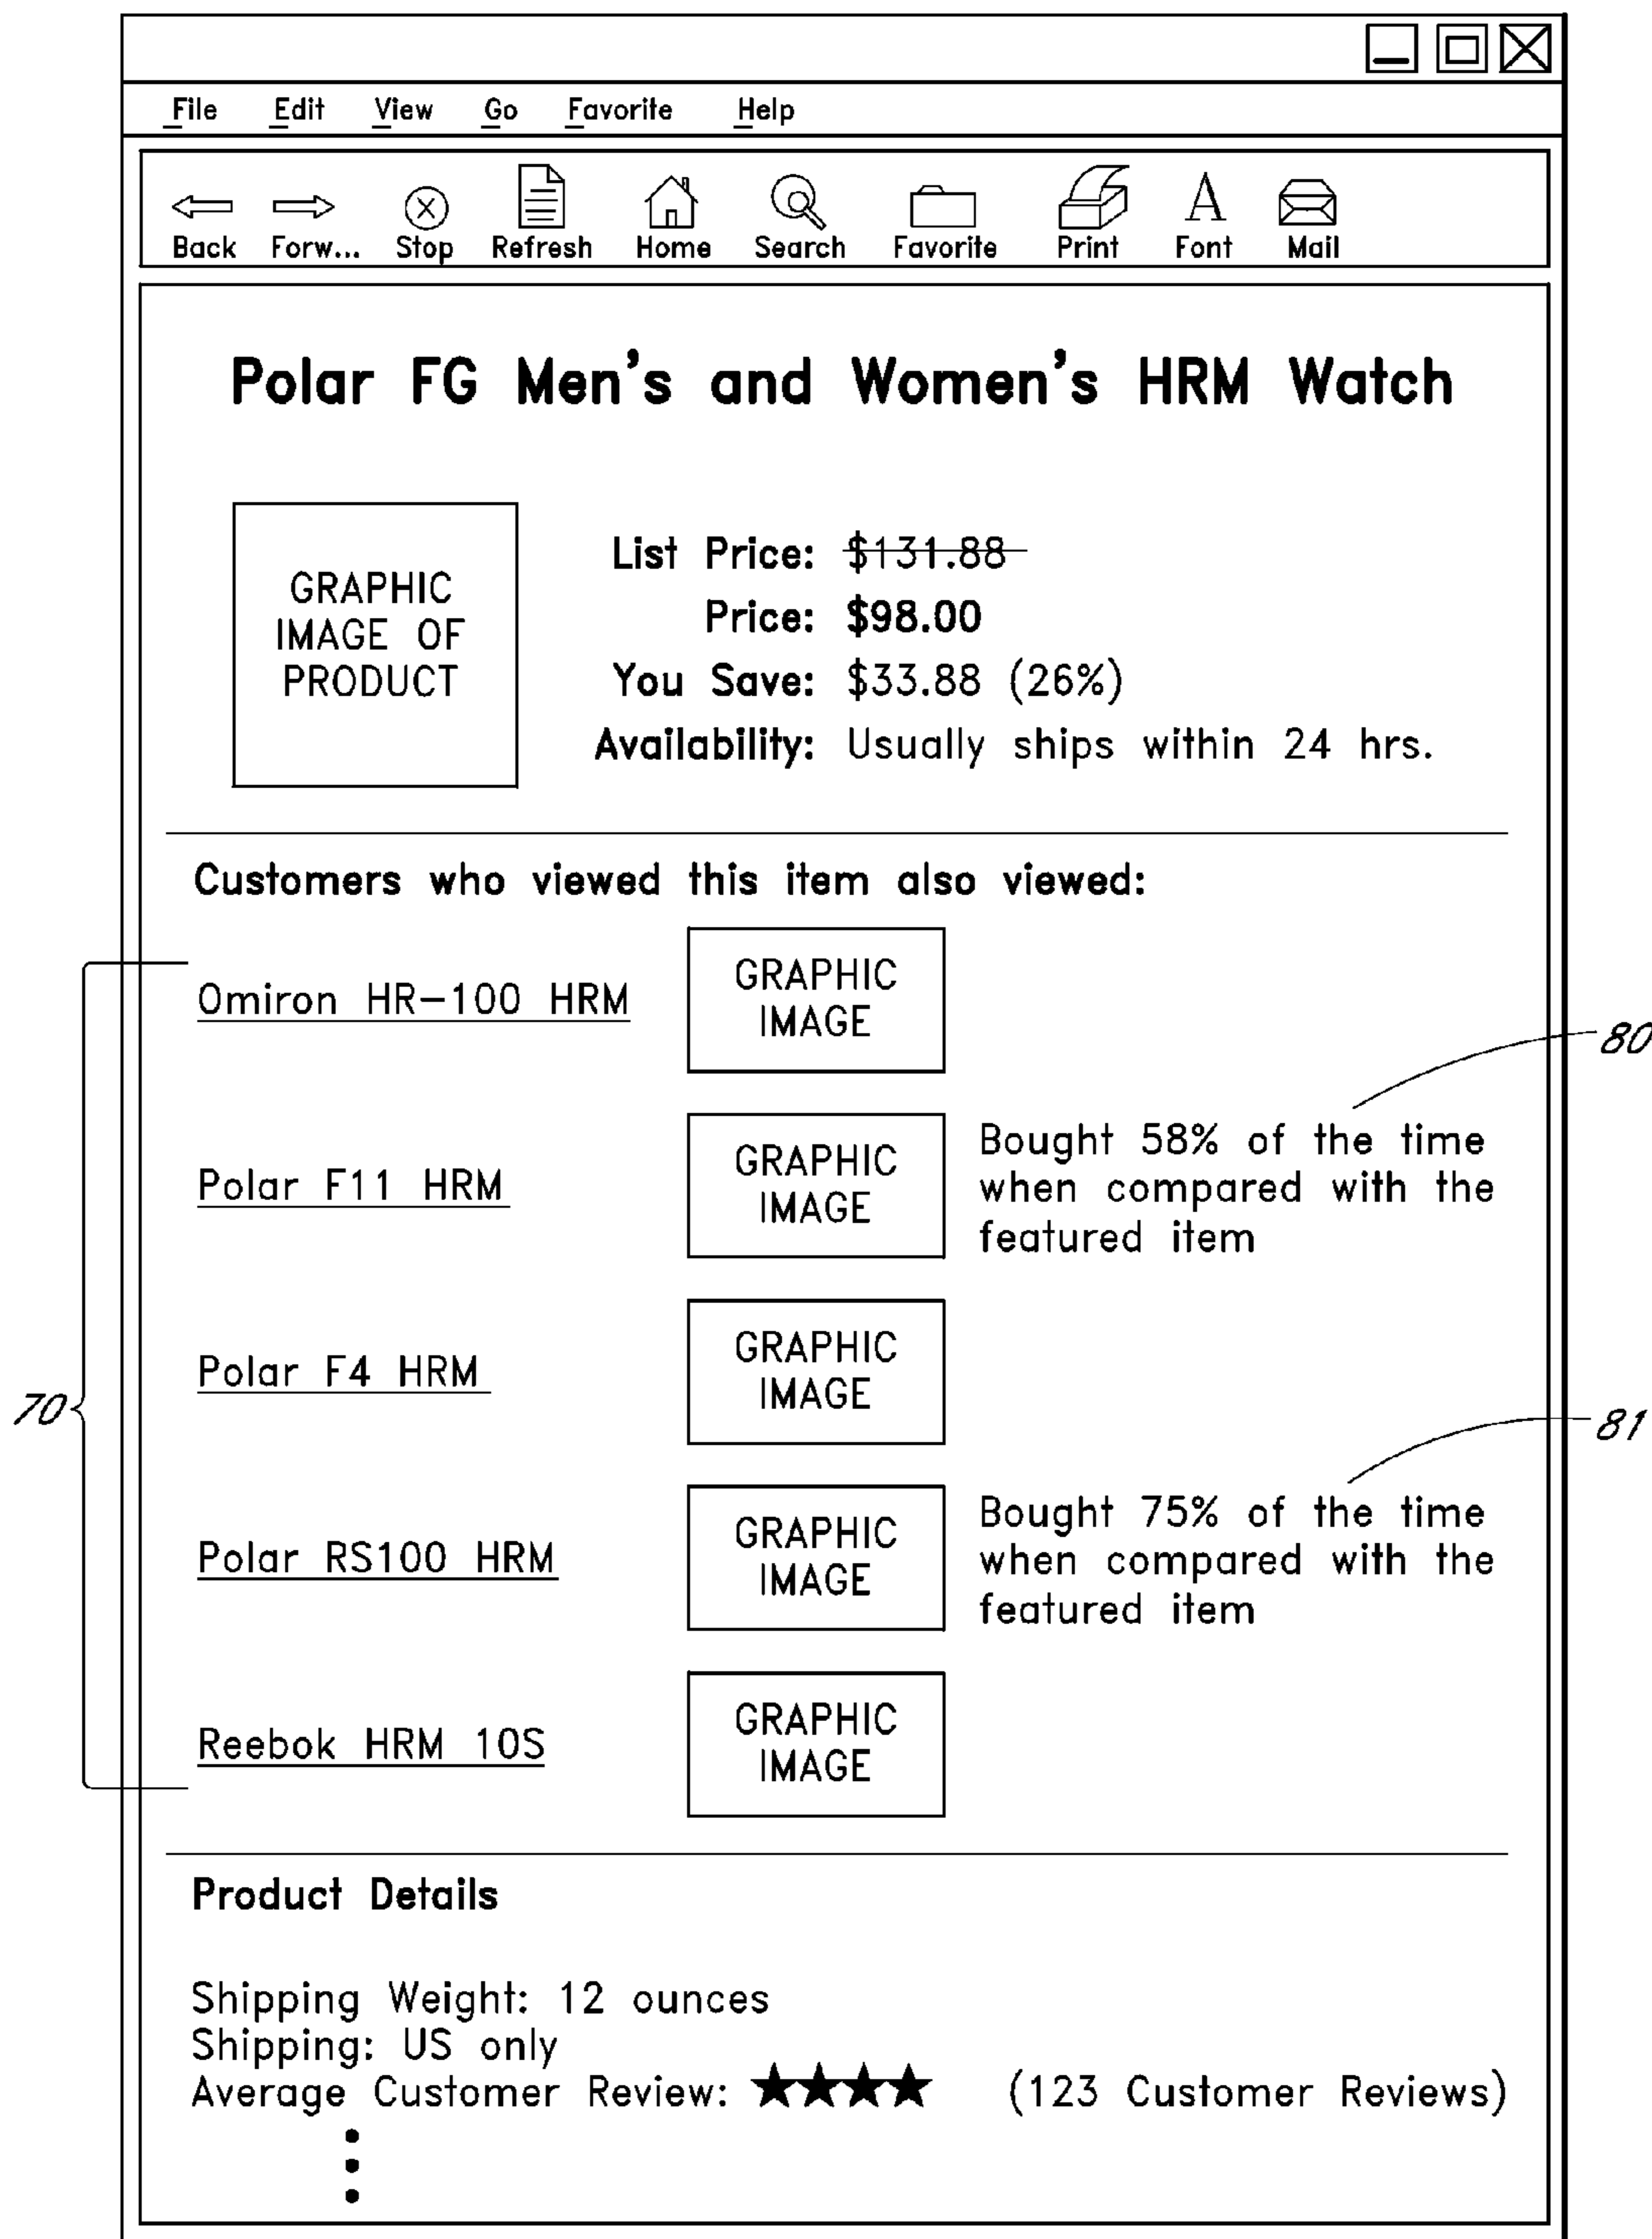 File Edit View Go Favorite Help
Back Forw... Stop Refresh Home Search Favorite Print Font Mail
Polar FG Men's and Women's HRM Watch
GRAPHIC
IMAGE OF
PRODUCT
List Price: $131.88
Price: $98.00
You Save: $33.88 (26%)
Availability: Usually ships within 24 hrs.
Customers who viewed this item also viewed:
70
Omiron HR-100 HRM
GRAPHIC
IMAGE
80
Polar F11 HRM
GRAPHIC
IMAGE
Bought 58% of the time
when compared with the
featured item
Polar F4 HRM
GRAPHIC
IMAGE
81
Polar RS100 HRM
GRAPHIC
IMAGE
Bought 75% of the time
when compared with the
featured item
Reebok HRM 10S
GRAPHIC
IMAGE
Product Details
Shipping Weight: 12 ounces
Shipping: US only
Average Customer Review: ★★★★ (123 Customer Reviews)